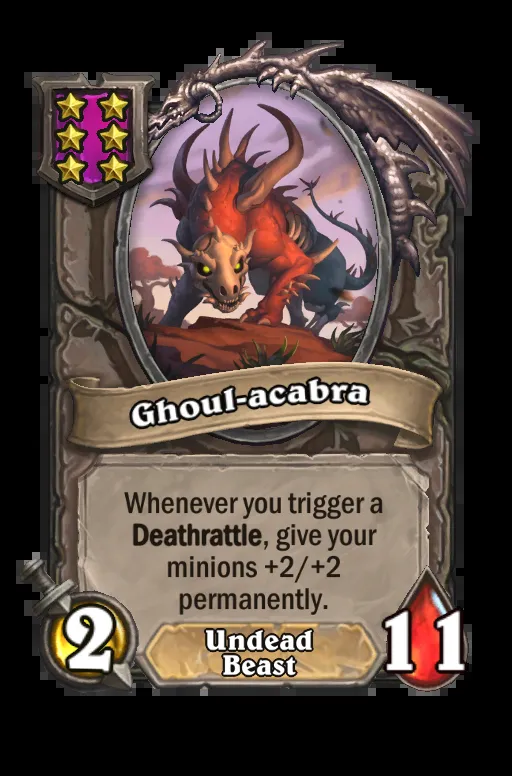 Ghoul-acabra
Whenever you trigger a
Deathrattle, give your
minions +2/+2
permanently.
2
Undead
Beast
11